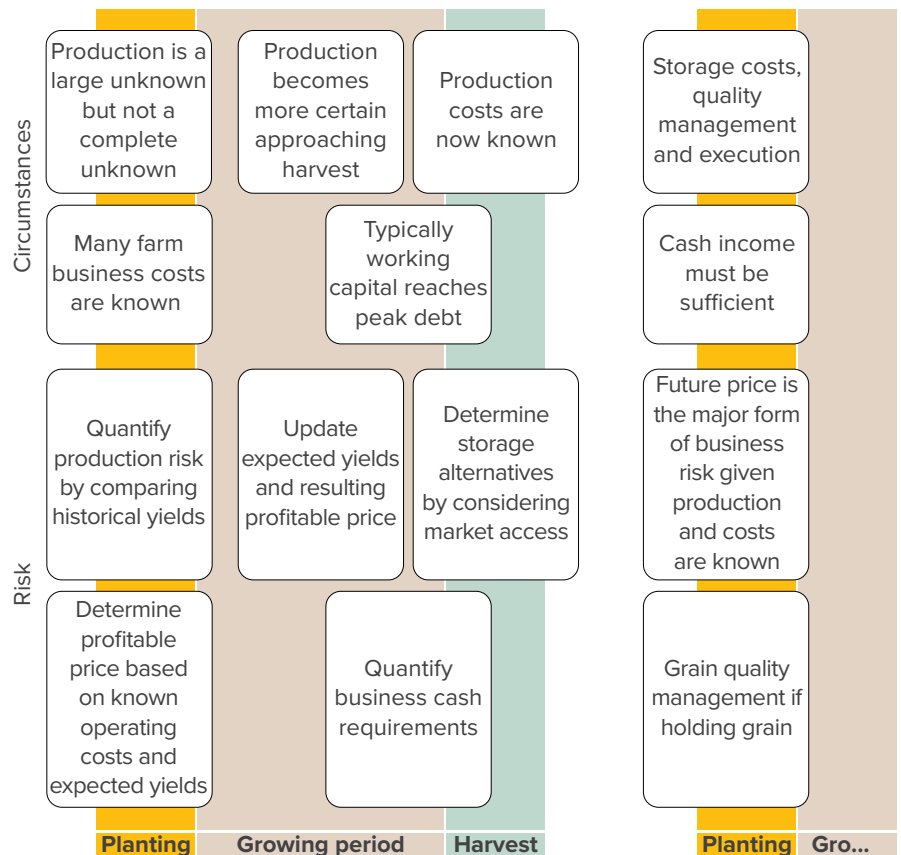 Circumstances
Production is a
large unknown
but not a
complete
unknown
Production
becomes
more certain
approaching
harvest
Production
costs are
now known
Storage costs,
quality
management
and execution
Many farm
business costs
are known
Typically
working
capital reaches
peak debt
Cash income
must be
sufficient
Risk
Quantify
production risk
by comparing
historical yields
Update
expected yields
and resulting
profitable price
Determine
storage
alternatives
by considering
market access
Future price is
the major form
of business
risk given
production
and costs
are known
Determine
profitable
price based
on known
operating
costs and
expected yields
Quantify
business cash
requirements
Grain quality
management if
holding grain
Planting
Growing period
Harvest
Planting
Gro...